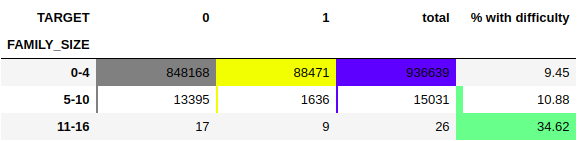 TARGET 0 1 total % with difficulty
FAMILY_SIZE
0-4 848168 88471 936639 9.45
5-10 13395 1636 15031 10.88
11-16 17 9 26 34.62